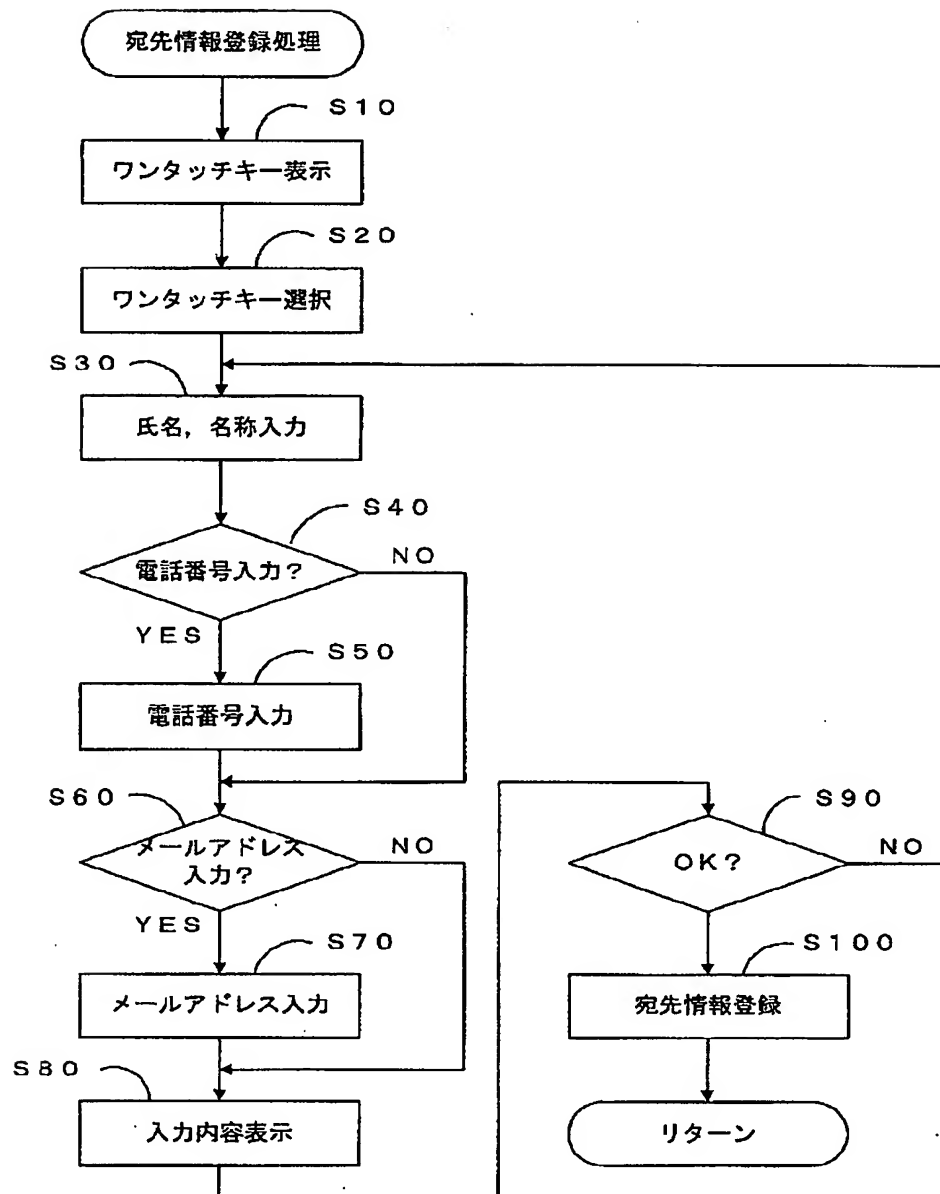 宛先情報登録処理
S10
ワンタッチキー表示
S20
ワンタッチキー選択
S30
氏名，名称入力
S40
電話番号入力？
NO
YES
S50
電話番号入力
S60
メールアドレス
入力？
NO
YES
S70
メールアドレス入力
S80
入力内容表示
S90
OK？
NO
S100
宛先情報登録
リターン